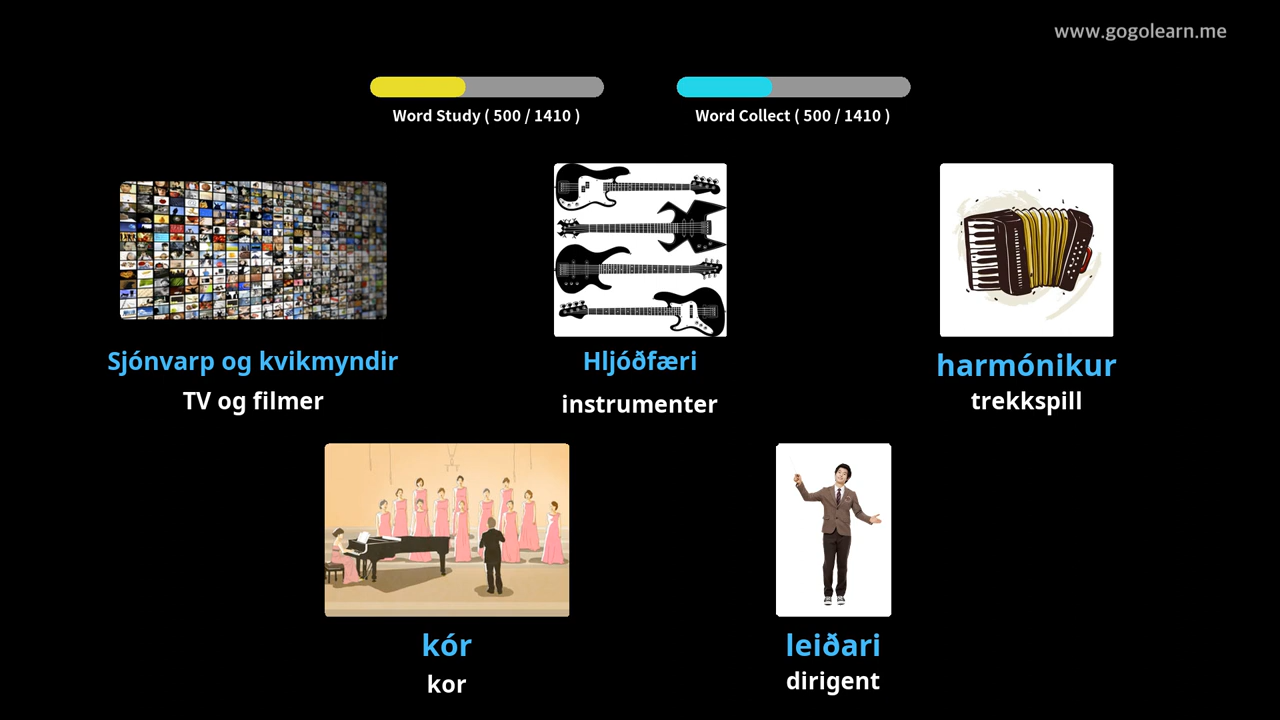 www.gogolearn.me
Word Study ( 500 / 1410 )
Word Collect ( 500 / 1410 )
Sjónvarp og kvikmyndir
TV og filmer
Hljóðfæri
instrumenter
harmónikur
trekkspill
kór
kor
leiðari
dirigent